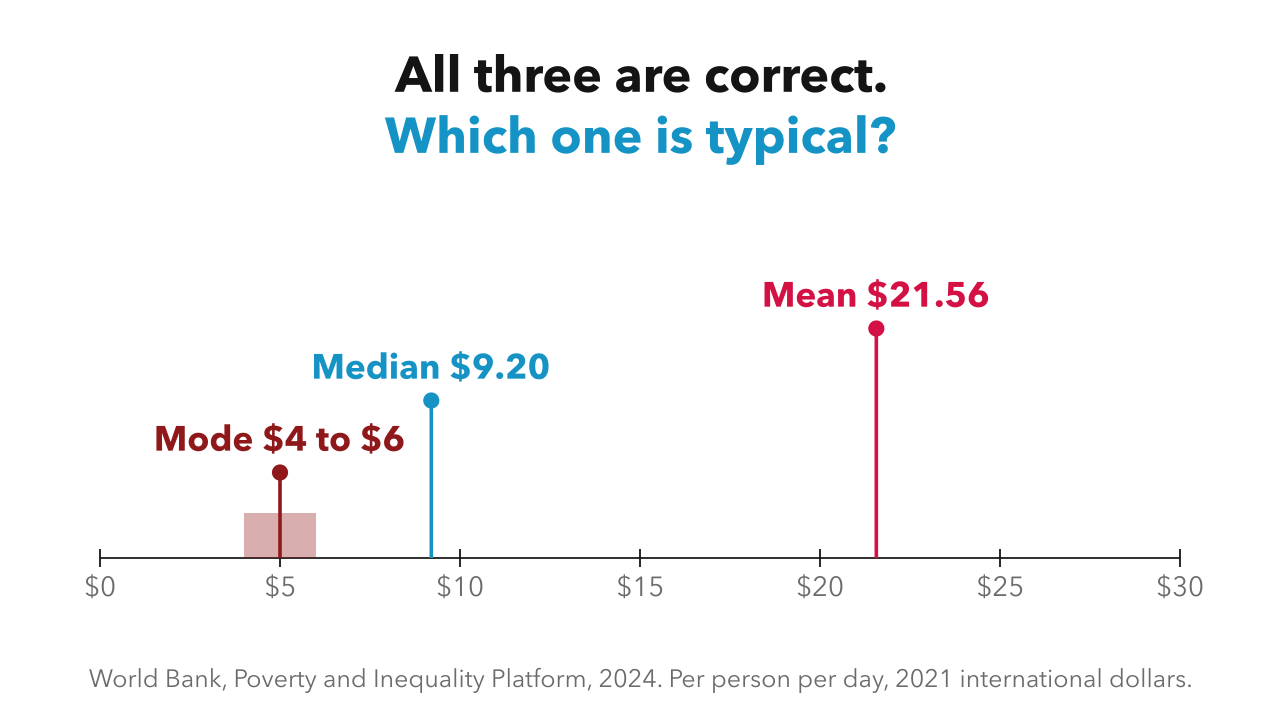 All three are correct.
Which one is typical?
Mean $21.56
Median $9.20
Mode $4 to $6
$0 $5 $10 $15 $20 $25 $30
World Bank, Poverty and Inequality Platform, 2024. Per person per day, 2021 international dollars.